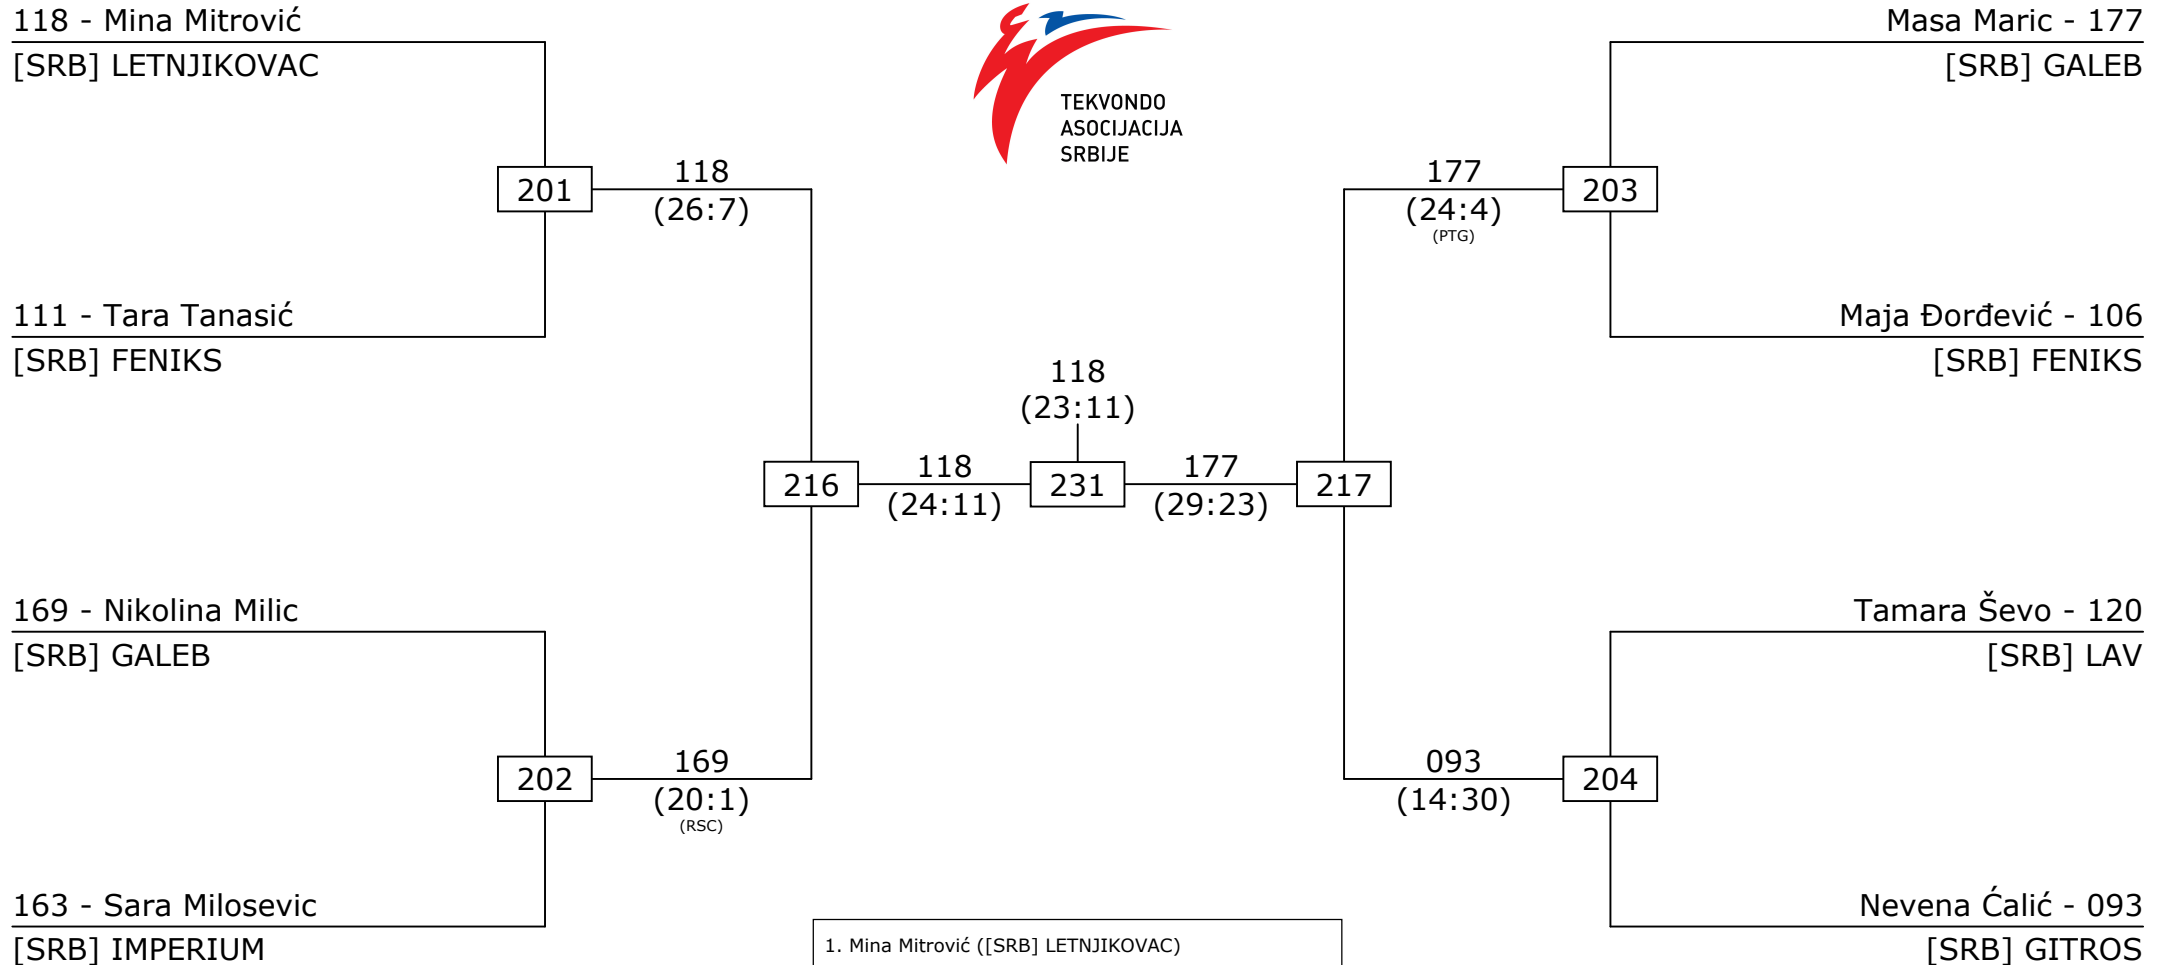 118 - Mina Mitrović
[SRB] LETNJIKOVAC
TEKVONDO
ASOCIJACIJA
SRBIJE
Masa Maric - 177
[SRB] GALEB
201
118
(26:7)
177
(24:4)
(PTG)
203
111 - Tara Tanasić
[SRB] FENIKS
Maja Đorđević - 106
[SRB] FENIKS
118
(23:11)
216
118
(24:11)
231
177
(29:23)
217
169 - Nikolina Milic
[SRB] GALEB
Tamara Ševo - 120
[SRB] LAV
202
169
(20:1)
(RSC)
093
(14:30)
204
163 - Sara Milosevic
[SRB] IMPERIUM
1. Mina Mitrović ([SRB] LETNJIKOVAC)
Nevena Ćalić - 093
[SRB] GITROS